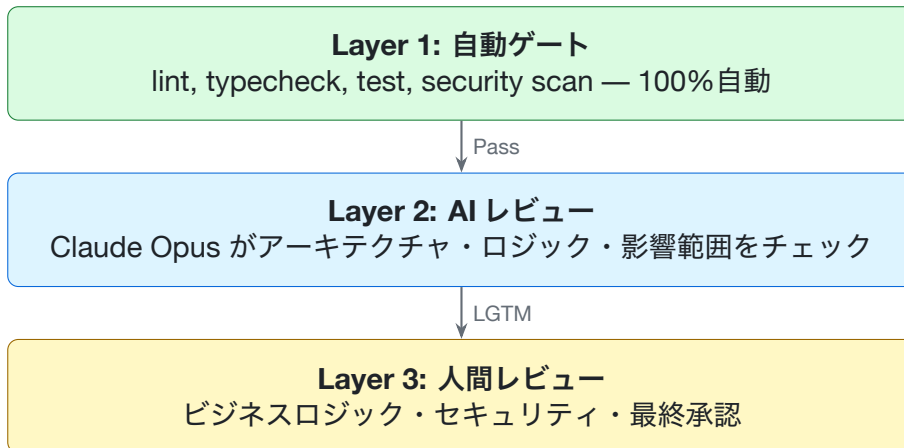 Layer 1: 自動ゲート
lint, typecheck, test, security scan — 100%自動
Pass
Layer 2: AI レビュー
Claude Opus がアーキテクチャ・ロジック・影響範囲をチェック
LGTM
Layer 3: 人間レビュー
ビジネスロジック・セキュリティ・最終承認